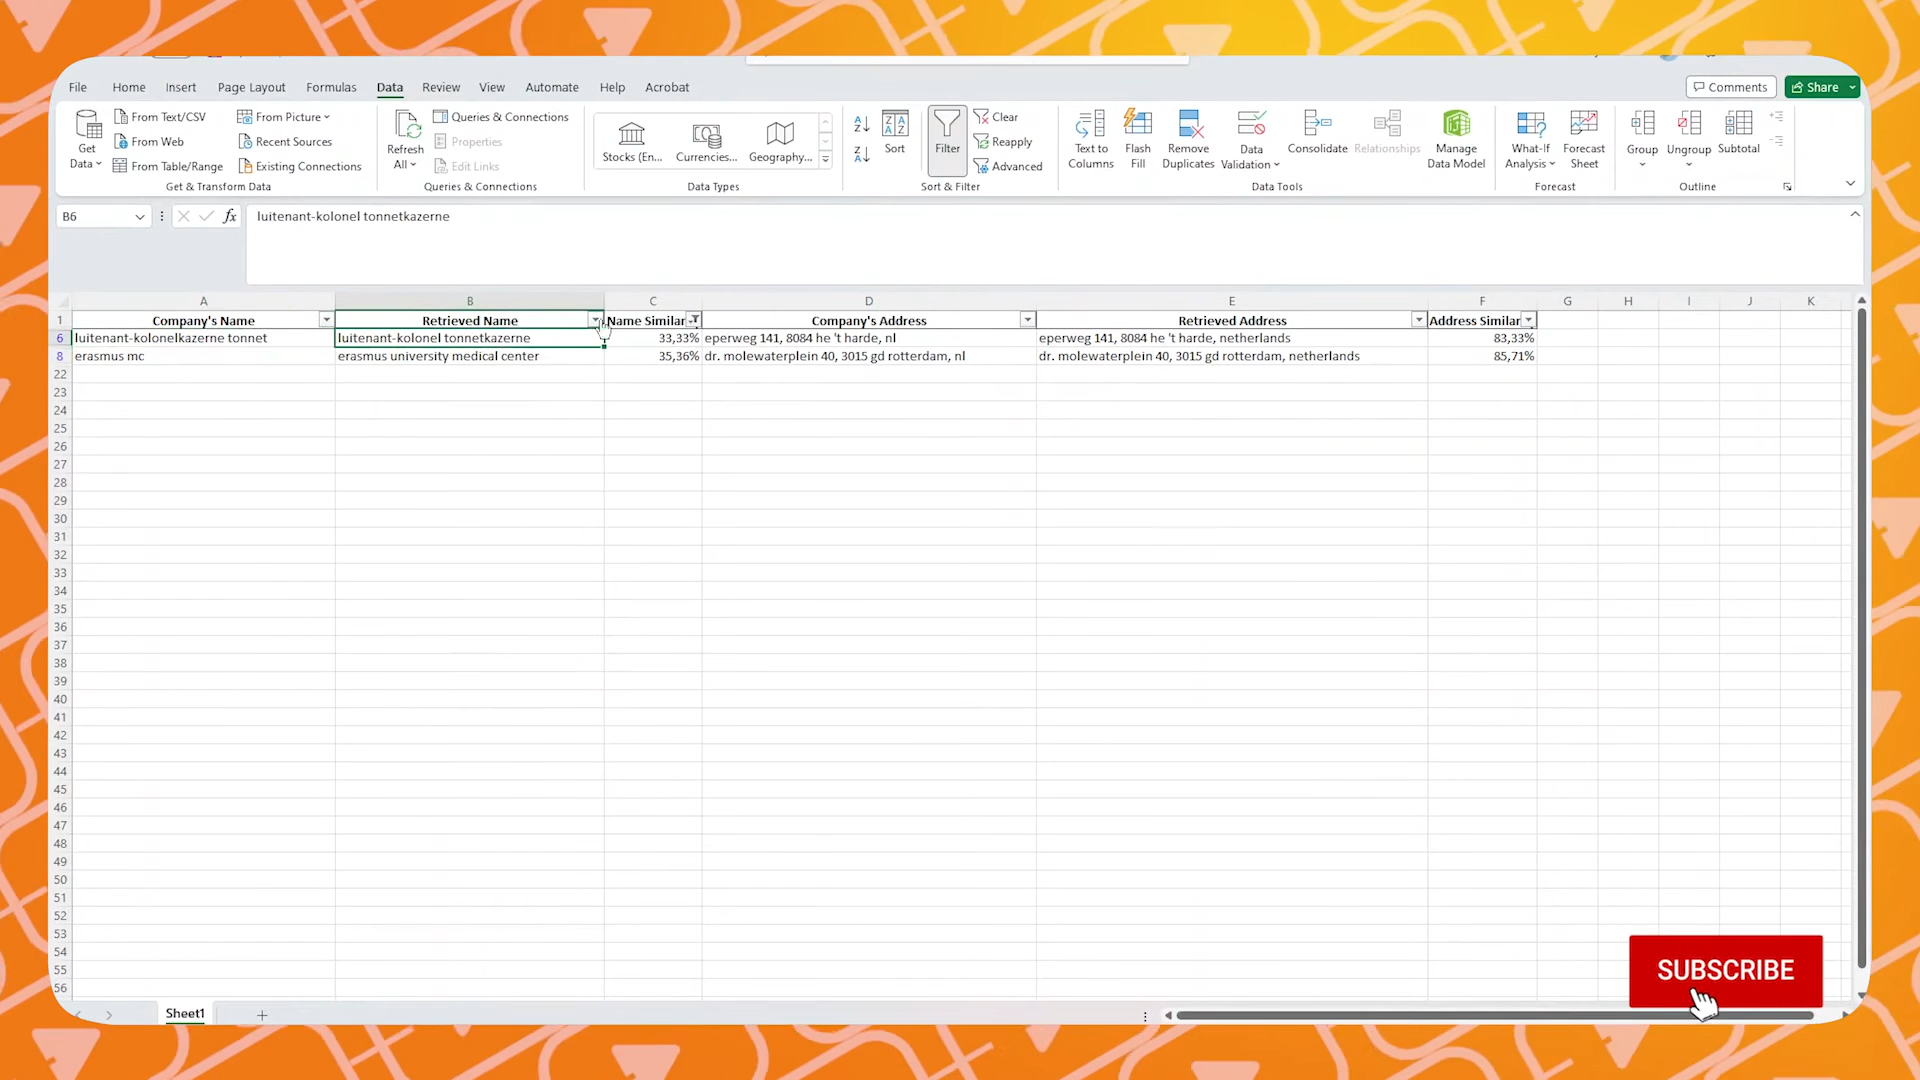 File Home Insert Page Layout Formulas Data Review View Automate Help Acrobat Comments Share
Get Data From Text/CSV From Web From Table/Range From Picture Recent Sources Existing Connections
Get & Transform Data
Refresh All Queries & Connections Properties Edit Links
Queries & Connections
Stocks (En... Currencies... Geography...
Data Types
Sort Filter Clear Reapply Advanced
Sort & Filter
Text to Columns Flash Fill Remove Duplicates Data Validation Consolidate Relationships Manage Data Model
Data Tools
What-If Analysis Forecast Sheet
Forecast
Group Ungroup Subtotal
Outline
B6 fx luitenant-kolonel tonnetkazerne
A B C D E F G H I J K
1 Company's Name Retrieved Name Name Similar Company's Address Retrieved Address Address Similar
6 luitenant-kolonelkazerne tonnet luitenant-kolonel tonnetkazerne 33,33% eperweg 141, 8084 he 't harde, nl eperweg 141, 8084 he 't harde, netherlands 83,33%
8 erasmus mc erasmus university medical center 35,36% dr. molewaterplein 40, 3015 gd rotterdam, nl dr. molewaterplein 40, 3015 gd rotterdam, netherlands 85,71%
22
23
24
25
26
27
28
29
30
31
32
33
34
35
36
37
38
39
40
41
42
43
44
45
46
47
48
49
50
51
52
53
54
55
56
SUBSCRIBE
Sheet1